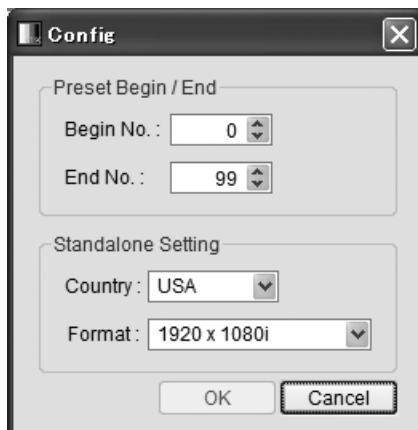 Config
Preset Begin / End
Begin No. : 0
End No. : 99
Standalone Setting
Country : USA
Format : 1920 x 1080i
OK Cancel